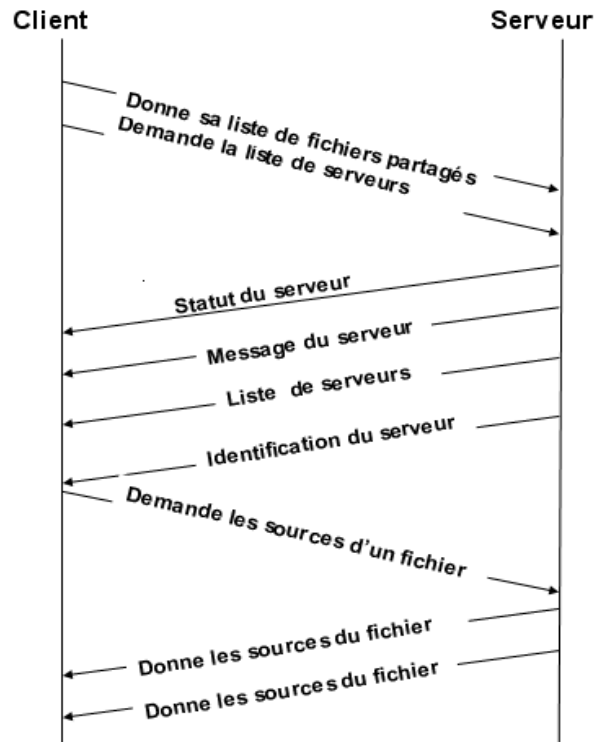 Client
Serveur
Donne sa liste de fichiers partagés
Demande la liste de serveurs
Statut du serveur
Message du serveur
Liste de serveurs
Identification du serveur
Demande les sources d'un fichier
Donne les sources du fichier
Donne les sources du fichier